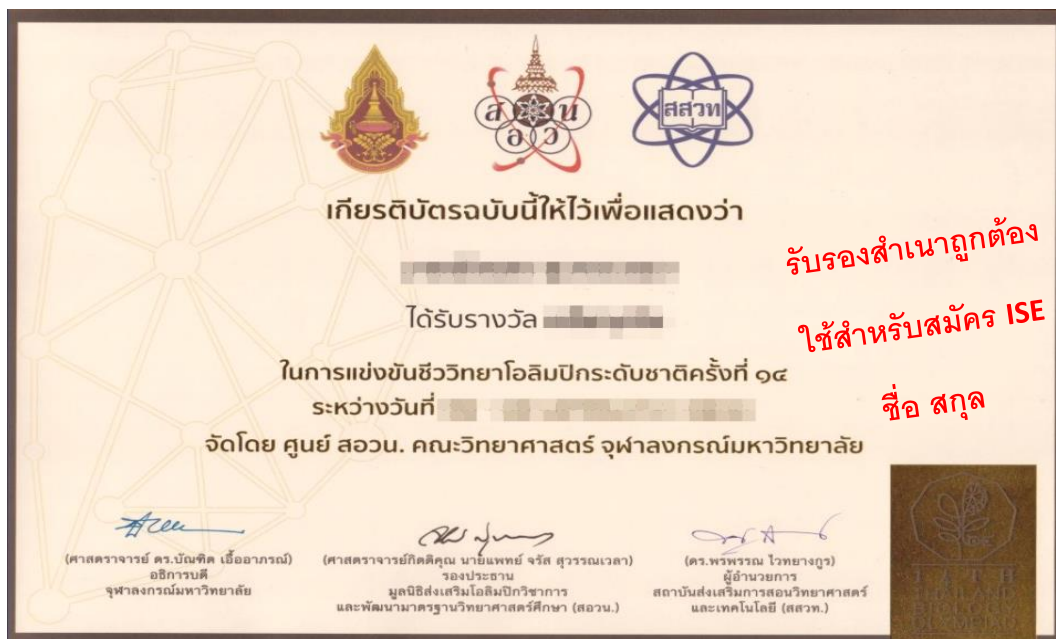 สอวน
สสวท
เกียรติบัตรฉบับนี้ให้ไว้เพื่อแสดงว่า
ได้รับรางวัล
ในการแข่งขันชีววิทยาโอลิมปิกระดับชาติครั้งที่ ๑๔
ระหว่างวันที่
จัดโดย ศูนย์ สอวน. คณะวิทยาศาสตร์ จุฬาลงกรณ์มหาวิทยาลัย
รับรองสำเนาถูกต้อง
ใช้สำหรับสมัคร ISE
ชื่อ สกุล
(ศาสตราจารย์ ดร.บัณฑิต เอื้ออาภรณ์)
อธิการบดี
จุฬาลงกรณ์มหาวิทยาลัย
(ศาสตราจารย์กิตติคุณ นายแพทย์ จรัส สุวรรณเวลา)
รองประธาน
มูลนิธิส่งเสริมโอลิมปิกวิชาการ
และพัฒนามาตรฐานวิทยาศาสตร์ศึกษา (สอวน.)
(ดร.พรพรรณ ไวทยางกูร)
ผู้อำนวยการ
สถาบันส่งเสริมการสอนวิทยาศาสตร์
และเทคโนโลยี (สสวท.)
14TH
THAILAND
BIOLOGY
OLYMPIAD